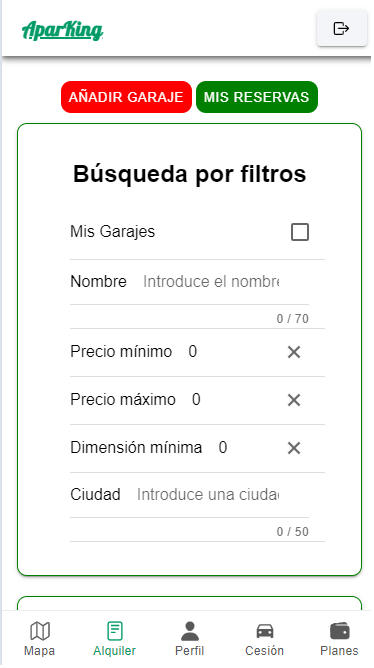 AparKing
AÑADIR GARAJE MIS RESERVAS
Búsqueda por filtros
Mis Garajes
Nombre Introduce el nombre
0 / 70
Precio mínimo 0
Precio máximo 0
Dimensión mínima 0
Ciudad Introduce una ciudad
0 / 50
Mapa Alquiler Perfil Cesión Planes